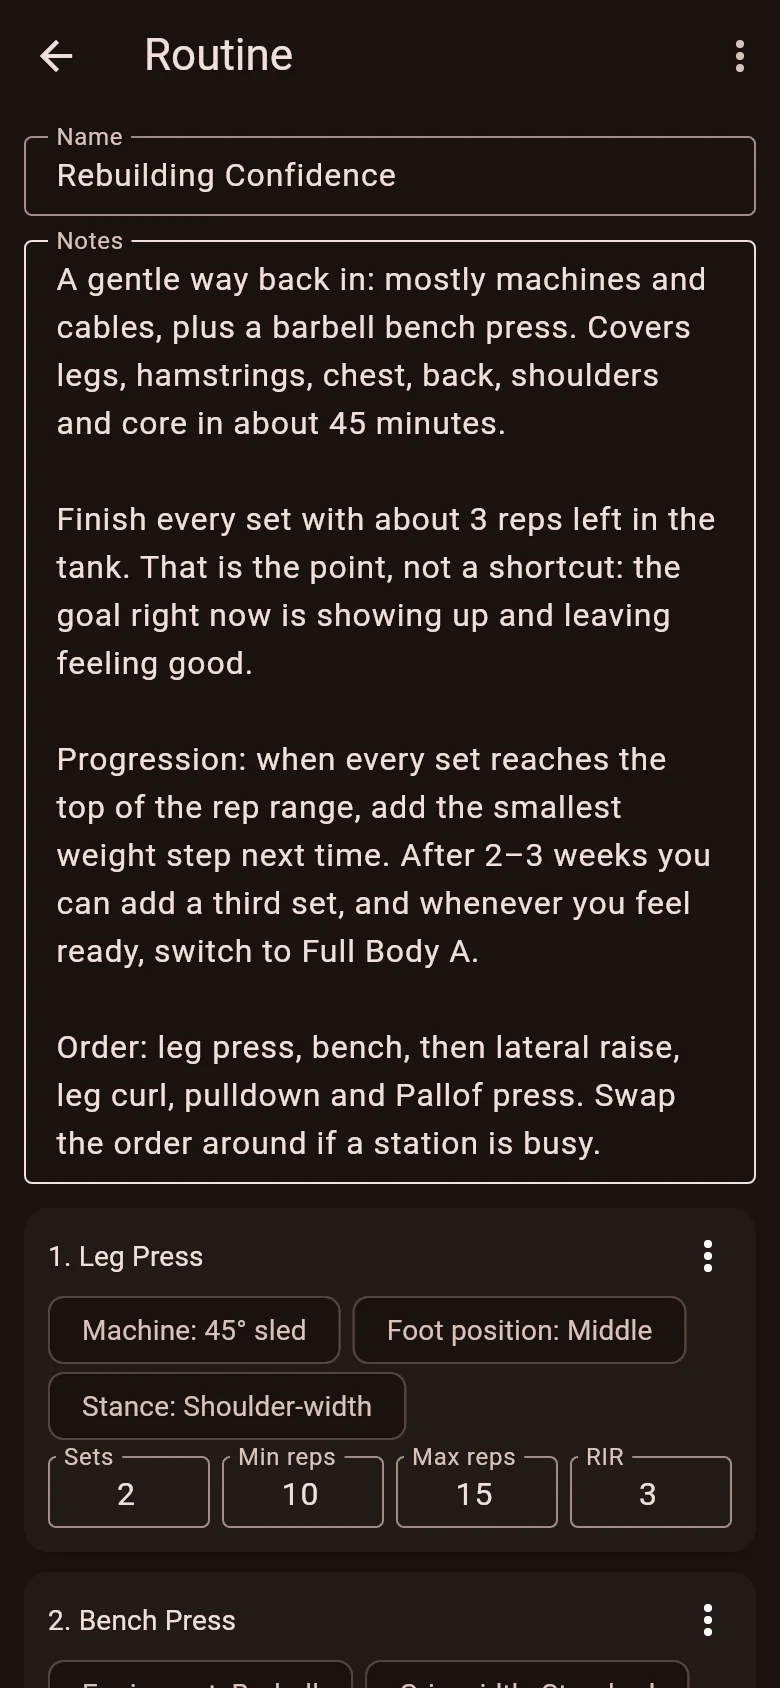 Routine
Name
Rebuilding Confidence
Notes
A gentle way back in: mostly machines and
cables, plus a barbell bench press. Covers
legs, hamstrings, chest, back, shoulders
and core in about 45 minutes.
Finish every set with about 3 reps left in the
tank. That is the point, not a shortcut: the
goal right now is showing up and leaving
feeling good.
Progression: when every set reaches the
top of the rep range, add the smallest
weight step next time. After 2–3 weeks you
can add a third set, and whenever you feel
ready, switch to Full Body A.
Order: leg press, bench, then lateral raise,
leg curl, pulldown and Pallof press. Swap
the order around if a station is busy.
1. Leg Press
Machine: 45° sled
Foot position: Middle
Stance: Shoulder-width
Sets
Min reps
Max reps
RIR
2
10
15
3
2. Bench Press